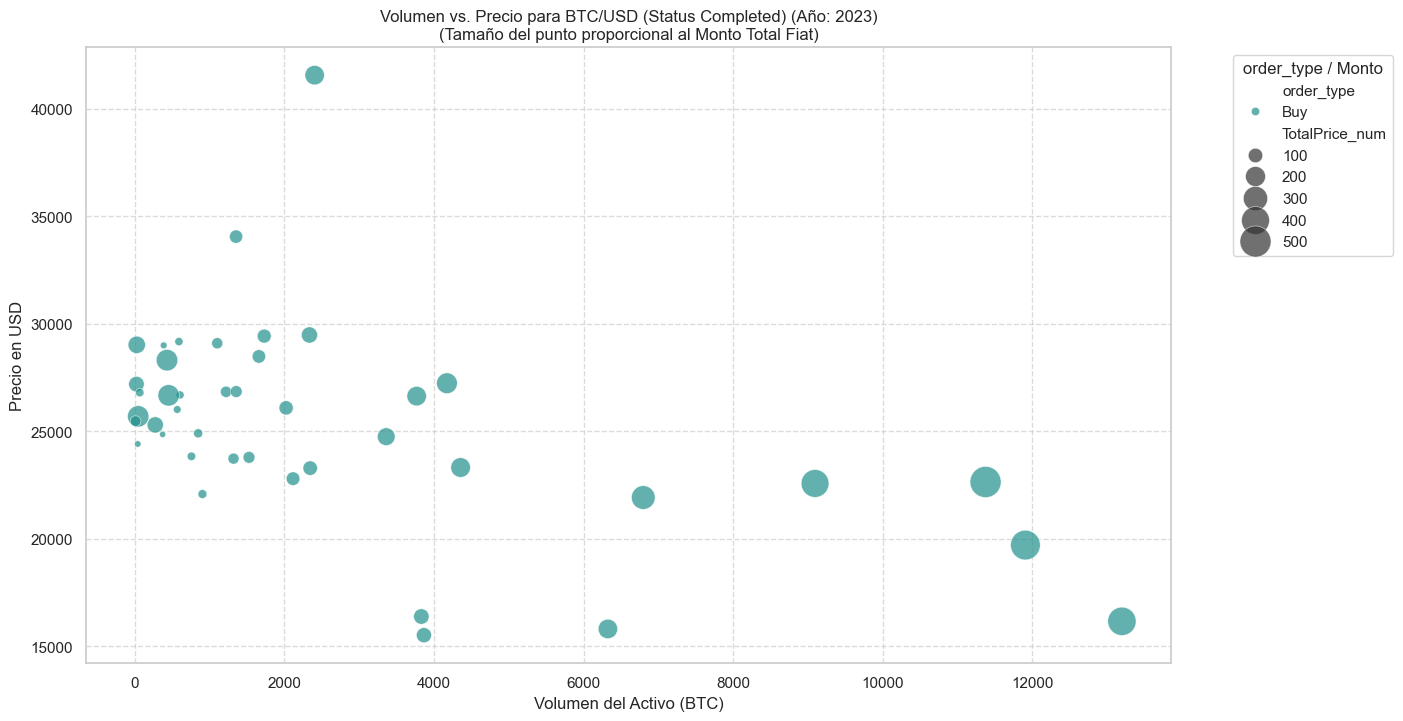 Volumen vs. Precio para BTC/USD (Status Completed) (Año: 2023)
(Tamaño del punto proporcional al Monto Total Fiat)
order_type / Monto
order_type
Buy
TotalPrice_num
100
200
300
400
500
Precio en USD
40000
35000
30000
25000
20000
15000
0 2000 4000 6000 8000 10000 12000
Volumen del Activo (BTC)